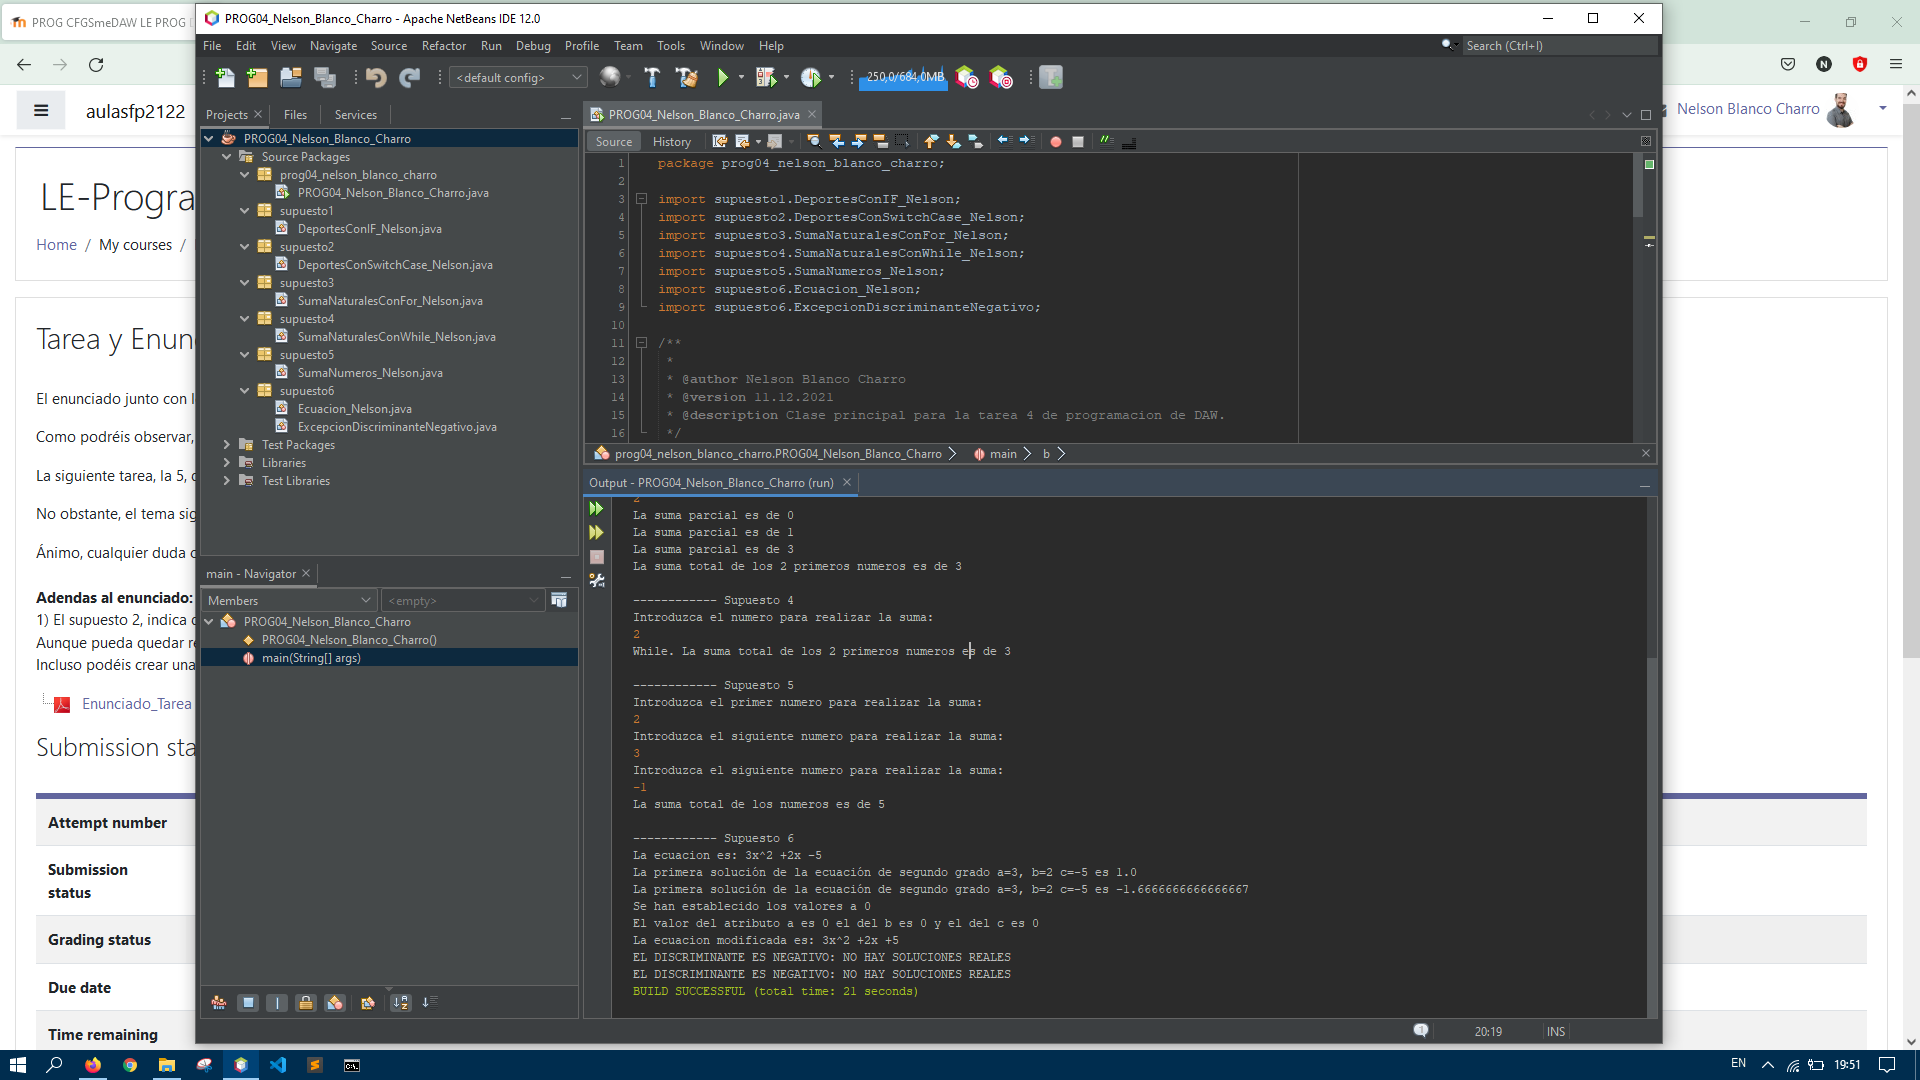 PROG CFGSmeDAW LE PROG
PROG04_Nelson_Blanco_Charro - Apache NetBeans IDE 12.0
File Edit View Navigate Source Refactor Run Debug Profile Team Tools Window Help
Search (Ctrl+I)
<default config>
250,0/684,0MB
aulasfp2122
Nelson Blanco Charro
LE-Progra
Home / My courses /
Tarea y Enun
El enunciado junto con l
Como podréis observar,
La siguiente tarea, la 5, c
No obstante, el tema sig
Ánimo, cualquier duda c
Adendas al enunciado:
1) El supuesto 2, indica c
Aunque pueda quedar re
Incluso podéis crear una
Enunciado_Tarea
Submission sta
Attempt number
Submission
status
Grading status
Due date
Time remaining
Projects Files Services
PROG04_Nelson_Blanco_Charro
Source Packages
prog04_nelson_blanco_charro
PROG04_Nelson_Blanco_Charro.java
supuesto1
DeportesConIF_Nelson.java
supuesto2
DeportesConSwitchCase_Nelson.java
supuesto3
SumaNaturalesConFor_Nelson.java
supuesto4
SumaNaturalesConWhile_Nelson.java
supuesto5
SumaNumeros_Nelson.java
supuesto6
Ecuacion_Nelson.java
ExcepcionDiscriminanteNegativo.java
Test Packages
Libraries
Test Libraries
main - Navigator
Members <empty>
PROG04_Nelson_Blanco_Charro
PROG04_Nelson_Blanco_Charro()
main(String[] args)
PROG04_Nelson_Blanco_Charro.java
Source History
1 package prog04_nelson_blanco_charro;
2
3 import supuesto1.DeportesConIF_Nelson;
4 import supuesto2.DeportesConSwitchCase_Nelson;
5 import supuesto3.SumaNaturalesConFor_Nelson;
6 import supuesto4.SumaNaturalesConWhile_Nelson;
7 import supuesto5.SumaNumeros_Nelson;
8 import supuesto6.Ecuacion_Nelson;
9 import supuesto6.ExcepcionDiscriminanteNegativo;
10
11 /**
12 *
13 * @author Nelson Blanco Charro
14 * @version 11.12.2021
15 * @description Clase principal para la tarea 4 de programacion de DAW.
16 */
prog04_nelson_blanco_charro.PROG04_Nelson_Blanco_Charro main b
Output - PROG04_Nelson_Blanco_Charro (run)
2
La suma parcial es de 0
La suma parcial es de 1
La suma parcial es de 3
La suma total de los 2 primeros numeros es de 3
------------ Supuesto 4
Introduzca el numero para realizar la suma:
2
While. La suma total de los 2 primeros numeros es de 3
------------ Supuesto 5
Introduzca el primer numero para realizar la suma:
2
Introduzca el siguiente numero para realizar la suma:
3
Introduzca el siguiente numero para realizar la suma:
-1
La suma total de los numeros es de 5
------------ Supuesto 6
La ecuacion es: 3x^2 +2x -5
La primera solución de la ecuación de segundo grado a=3, b=2 c=-5 es 1.0
La primera solución de la ecuación de segundo grado a=3, b=2 c=-5 es -1.6666666666666667
Se han establecido los valores a 0
El valor del atributo a es 0 el del b es 0 y el del c es 0
La ecuacion modificada es: 3x^2 +2x +5
EL DISCRIMINANTE ES NEGATIVO: NO HAY SOLUCIONES REALES
EL DISCRIMINANTE ES NEGATIVO: NO HAY SOLUCIONES REALES
BUILD SUCCESSFUL (total time: 21 seconds)
1 20:19 INS
EN 19:51